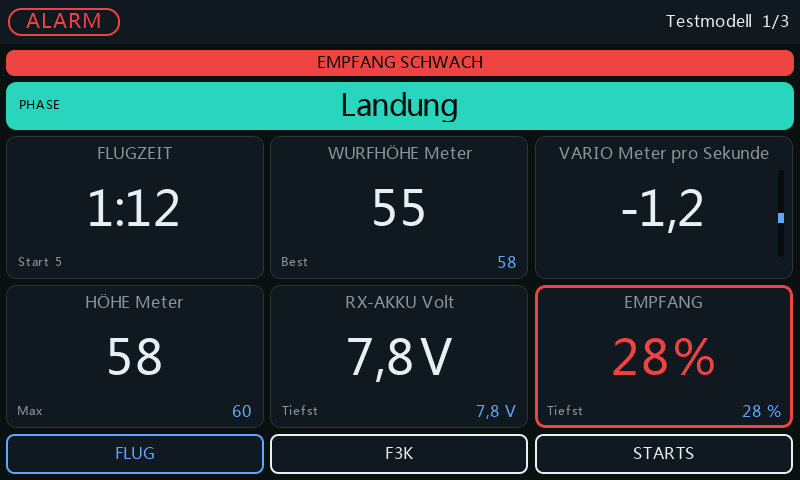 ALARM
Testmodell 1/3
EMPFANG SCHWACH
PHASE
Landung
FLUGZEIT
1:12
Start 5
WURFHÖHE Meter
55
Best 58
VARIO Meter pro Sekunde
-1,2
HÖHE Meter
58
Max 60
RX-AKKU Volt
7,8 V
Tiefst 7,8 V
EMPFANG
28%
Tiefst 28 %
FLUG
F3K
STARTS